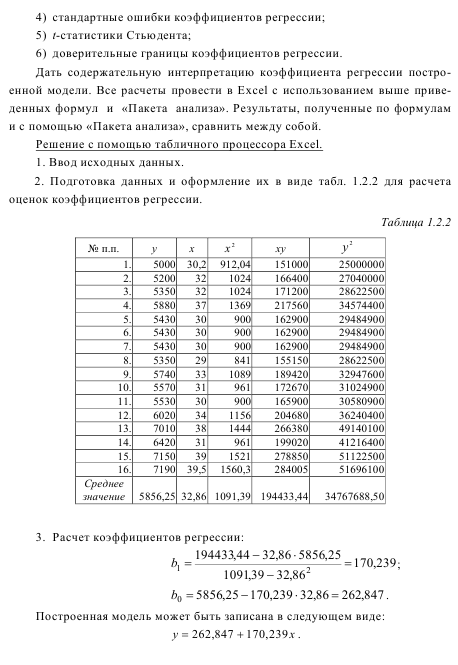 4) стандартные ошибки коэффициентов регрессии;
5) t-статистики Стьюдента;
6) доверительные границы коэффициентов регрессии.
Дать содержательную интерпретацию коэффициента регрессии постро-
енной модели. Все расчеты провести в Excel с использованием выше приве-
денных формул и «Пакета анализа». Результаты, полученные по формулам
и с помощью «Пакета анализа», сравнить между собой.
Решение с помощью табличного процессора Excel.
1. Ввод исходных данных.
2. Подготовка данных и оформление их в виде табл. 1.2.2 для расчета
оценок коэффициентов регрессии.
Таблица 1.2.2
№ п.п. y x x² xy y²
1. 5000 30,2 912,04 151000 25000000
2. 5200 32 1024 166400 27040000
3. 5350 32 1024 171200 28622500
4. 5880 37 1369 217560 34574400
5. 5430 30 900 162900 29484900
6. 5430 30 900 162900 29484900
7. 5430 30 900 162900 29484900
8. 5350 29 841 155150 28622500
9. 5740 33 1089 189420 32947600
10. 5570 31 961 172670 31024900
11. 5530 30 900 165900 30580900
12. 6020 34 1156 204680 36240400
13. 7010 38 1444 266380 49140100
14. 6420 31 961 199020 41216400
15. 7150 39 1521 278850 51122500
16. 7190 39,5 1560,3 284005 51696100
Среднее
значение 5856,25 32,86 1091,39 194433,44 34767688,50
3. Расчет коэффициентов регрессии:
b₁ = (194433,44 − 32,86 · 5856,25) / (1091,39 − 32,86²) = 170,239;
b₀ = 5856,25 − 170,239 · 32,86 = 262,847 .
Построенная модель может быть записана в следующем виде:
y = 262,847 + 170,239x .